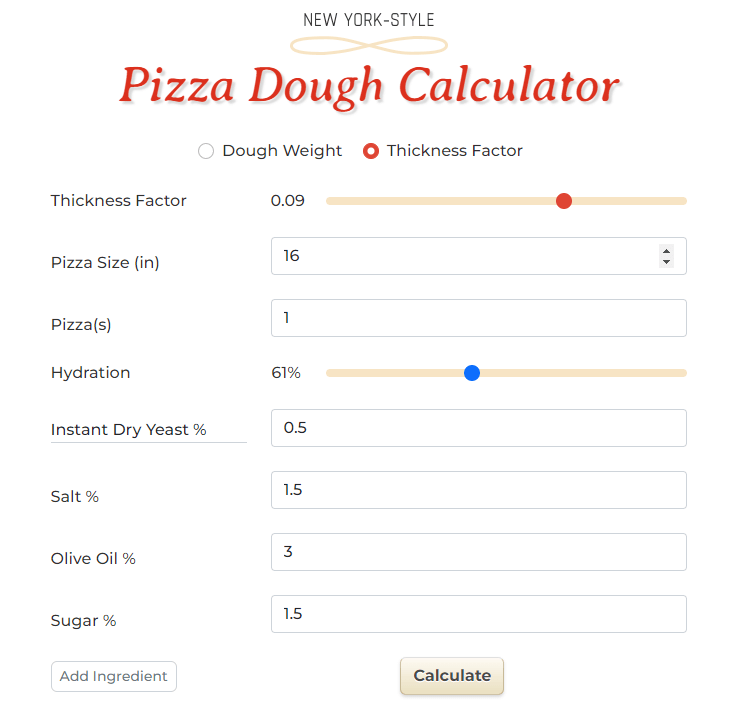 NEW YORK-STYLE
Pizza Dough Calculator
Dough Weight Thickness Factor
Thickness Factor 0.09
Pizza Size (in) 16
Pizza(s) 1
Hydration 61%
Instant Dry Yeast % 0.5
Salt % 1.5
Olive Oil % 3
Sugar % 1.5
Add Ingredient Calculate